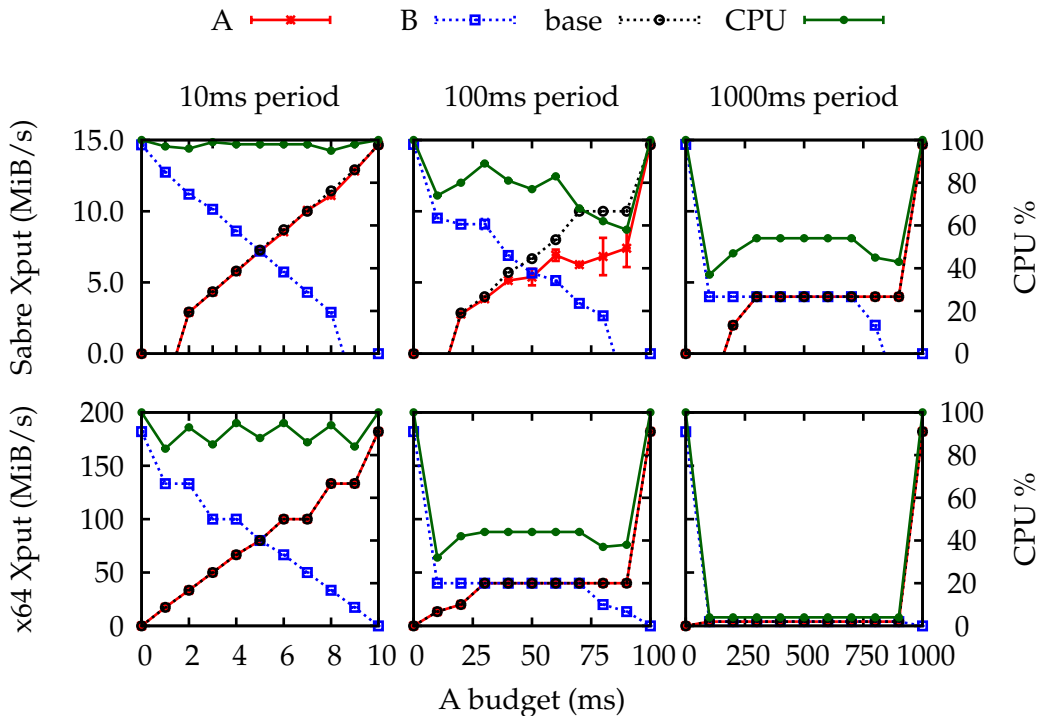 A B base CPU
10ms period 100ms period 1000ms period
Sabre Xput (MiB/s)
15.0
10.0
5.0
0.0
100
80
60
40
20
0
CPU %
x64 Xput (MiB/s)
200
150
100
50
0
100
80
60
40
20
0
CPU %
0 2 4 6 8 10 0 25 50 75 100 0 250 500 750 1000
A budget (ms)